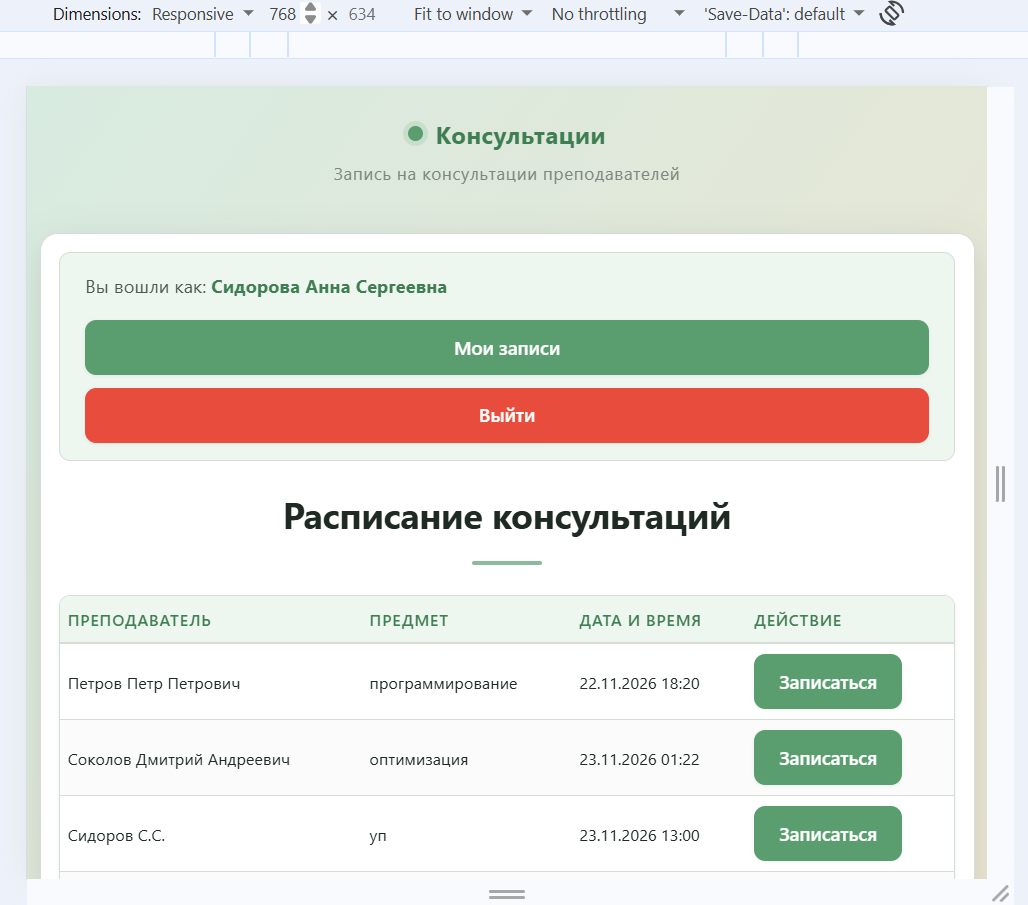 Dimensions: Responsive 768 × 634 Fit to window No throttling 'Save-Data': default
Консультации
Запись на консультации преподавателей
Вы вошли как: Сидорова Анна Сергеевна
Мои записи
Выйти
Расписание консультаций
ПРЕПОДАВАТЕЛЬ ПРЕДМЕТ ДАТА И ВРЕМЯ ДЕЙСТВИЕ
Петров Петр Петрович программирование 22.11.2026 18:20 Записаться
Соколов Дмитрий Андреевич оптимизация 23.11.2026 01:22 Записаться
Сидоров С.С. уп 23.11.2026 13:00 Записаться